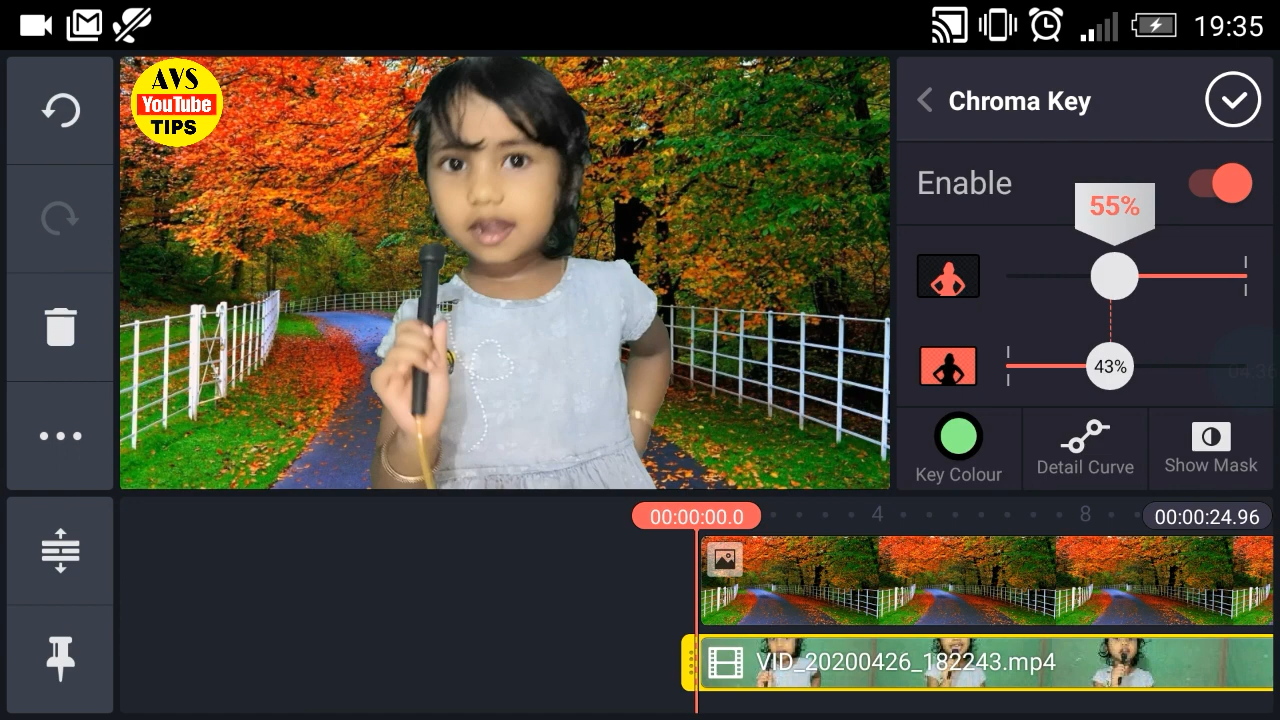 19:35
AVS
YouTube
TIPS
Chroma Key
Enable
55%
43%
Key Colour
Detail Curve
Show Mask
00:00:00.0
4
8
00:00:24.96
VID_20200426_182243.mp4